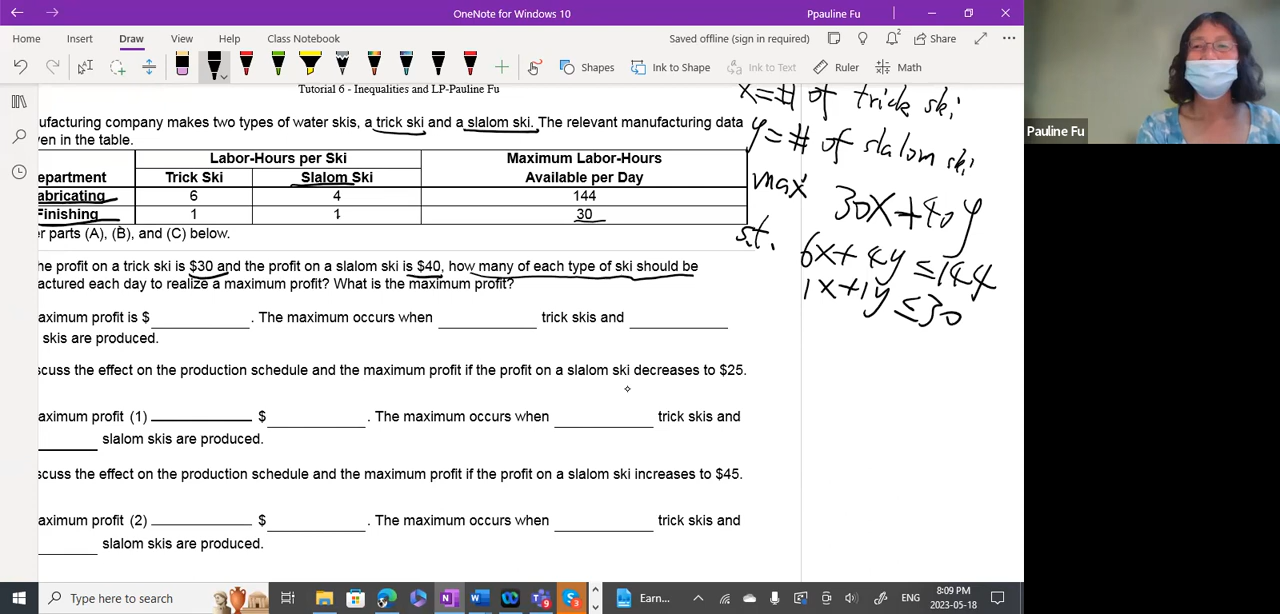 OneNote for Windows 10
Ppauline Fu
Home Insert Draw View Help Class Notebook
Saved offline (sign in required)
Share
Shapes
Ink to Shape
Ink to Text
Ruler
Math
Tutorial 6 - Inequalities and LP-Pauline Fu
ufacturing company makes two types of water skis, a trick ski and a slalom ski. The relevant manufacturing data
en in the table.
Labor-Hours per Ski Maximum Labor-Hours
epartment Trick Ski Slalom Ski Available per Day
abricating 6 4 144
Finishing 1 1 30
er parts (A), (B), and (C) below.
he profit on a trick ski is $30 and the profit on a slalom ski is $40, how many of each type of ski should be
actured each day to realize a maximum profit? What is the maximum profit?
aximum profit is $ . The maximum occurs when trick skis and
skis are produced.
scuss the effect on the production schedule and the maximum profit if the profit on a slalom ski decreases to $25.
aximum profit (1) $ . The maximum occurs when trick skis and
slalom skis are produced.
scuss the effect on the production schedule and the maximum profit if the profit on a slalom ski increases to $45.
aximum profit (2) $ . The maximum occurs when trick skis and
slalom skis are produced.
x=# of trick ski
y=# of slalom ski
max 30x+40y
s.t. 6x+4y≤144
1x+1y≤30
Pauline Fu
Type here to search
Earn...
ENG
8:09 PM
2023-05-18